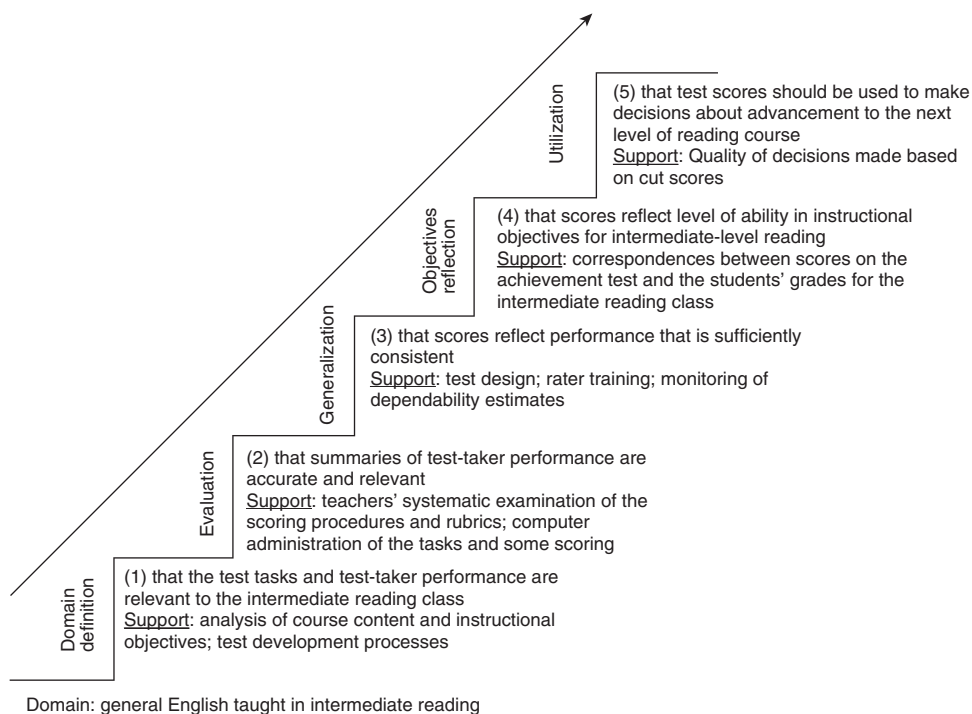 Utilization
(5) that test scores should be used to make
decisions about advancement to the next
level of reading course
Support: Quality of decisions made based
on cut scores
Objectives
reflection
(4) that scores reflect level of ability in instructional
objectives for intermediate-level reading
Support: correspondences between scores on the
achievement test and the students’ grades for the
intermediate reading class
Generalization
(3) that scores reflect performance that is sufficiently
consistent
Support: test design; rater training; monitoring of
dependability estimates
Evaluation
(2) that summaries of test-taker performance are
accurate and relevant
Support: teachers’ systematic examination of the
scoring procedures and rubrics; computer
administration of the tasks and some scoring
Domain
definition
(1) that the test tasks and test-taker performance are
relevant to the intermediate reading class
Support: analysis of course content and instructional
objectives; test development processes
Domain: general English taught in intermediate reading